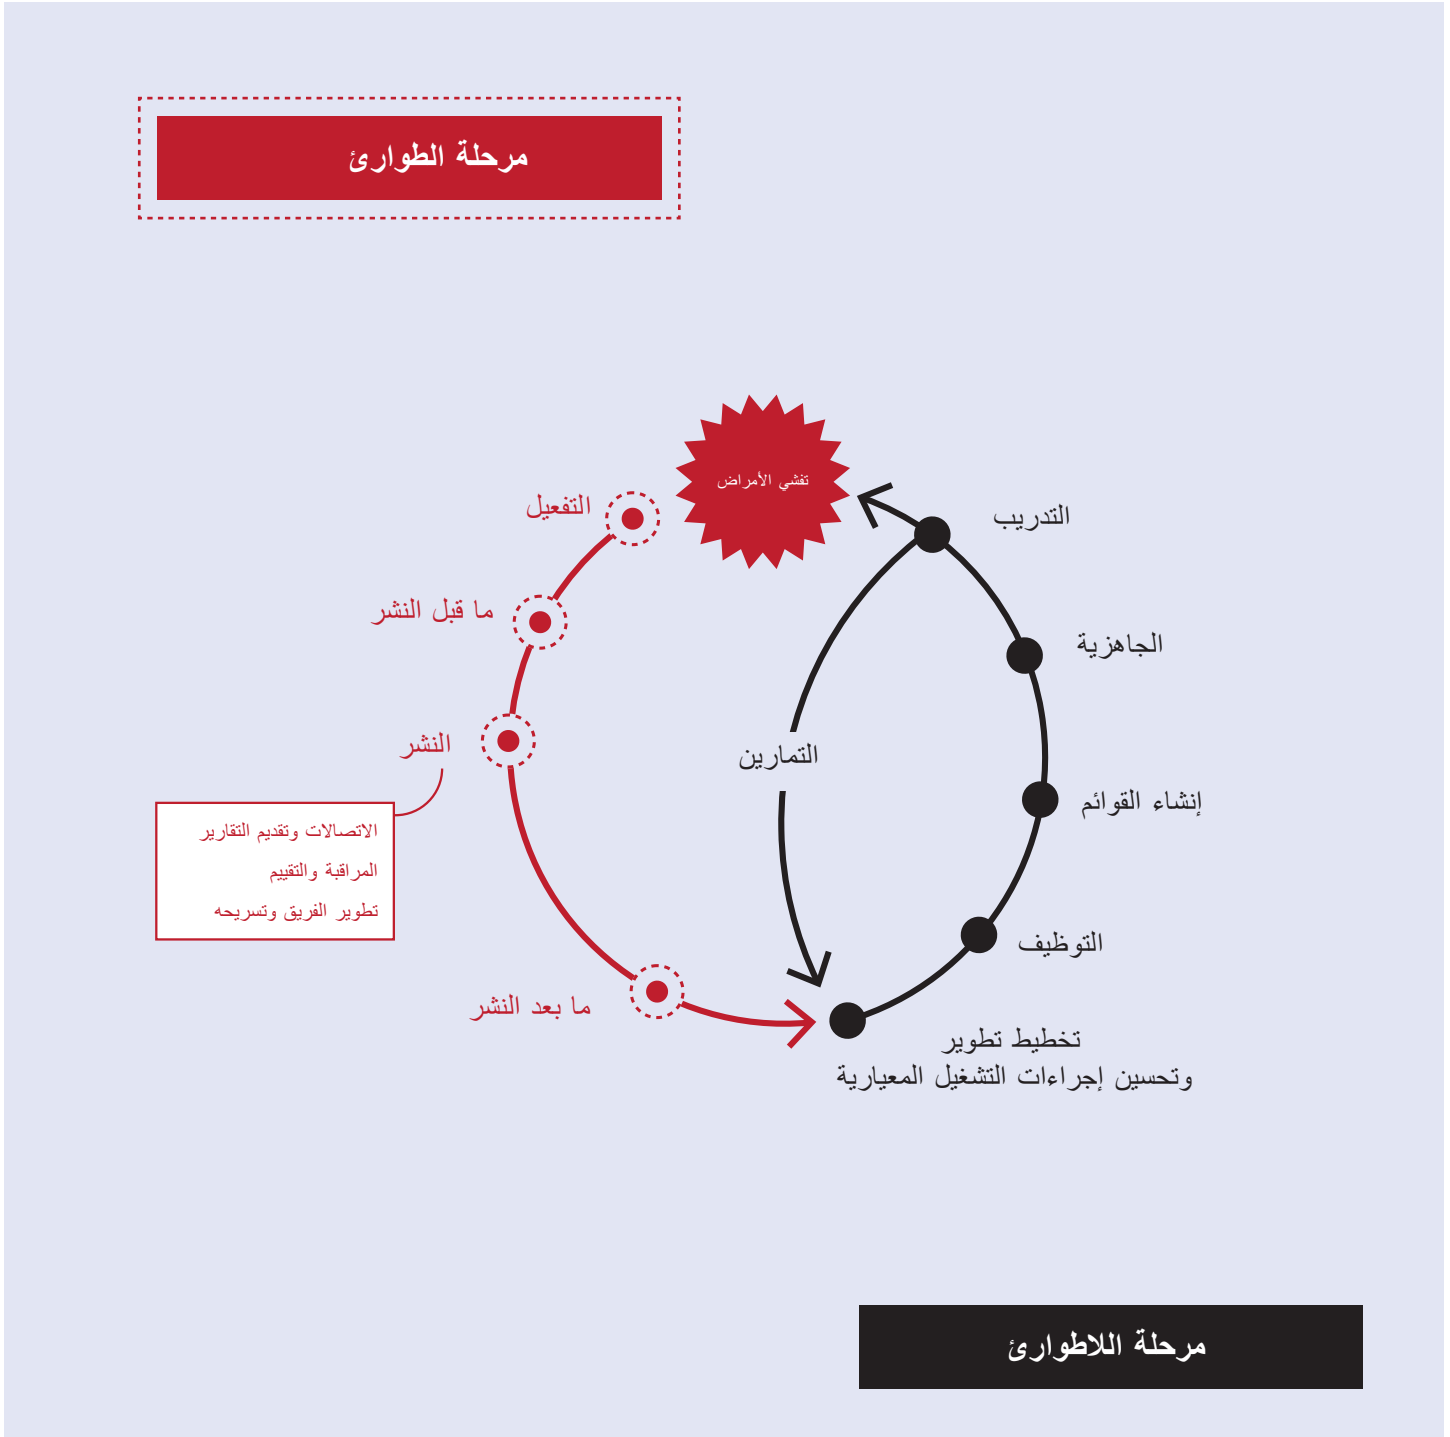 مرحلة الطوارئ
تفشي الأمراض
التفعيل
ما قبل النشر
النشر
الاتصالات وتقديم التقارير
المراقبة والتقييم
تطوير الفريق وتسريحه
ما بعد النشر
التدريب
الجاهزية
التمارين
إنشاء القوائم
التوظيف
تخطيط تطوير
وتحسين إجراءات التشغيل المعيارية
مرحلة اللاطوارئ